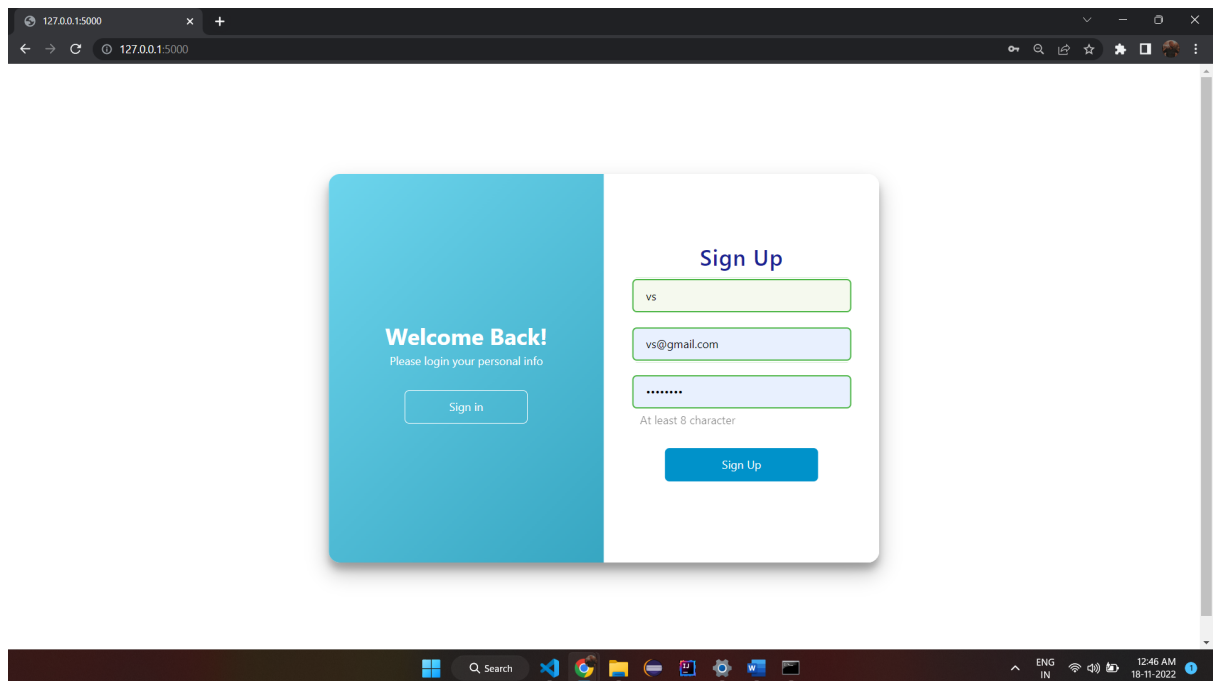 127.0.0.1:5000
127.0.0.1:5000
Sign Up
vs
Welcome Back!
vs@gmail.com
Please login your personal info
••••••••
Sign in
At least 8 character
Sign Up
Search
ENG
IN
12:46 AM
18-11-2022
1